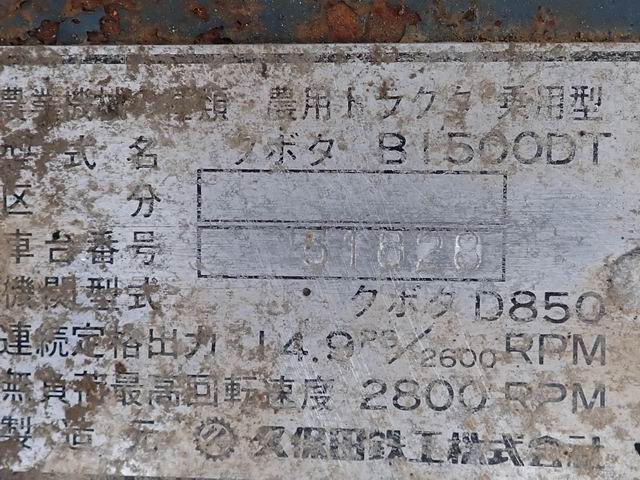 農業機械の種類 農用トラクタ 乗用型
型式名 クボタ B1500DT
区分
車台番号 51828
機関型式 クボタ D850
連続定格出力 14.9PS/2600RPM
無負荷最高回転速度 2800RPM
製造元 久保田鉄工株式会社